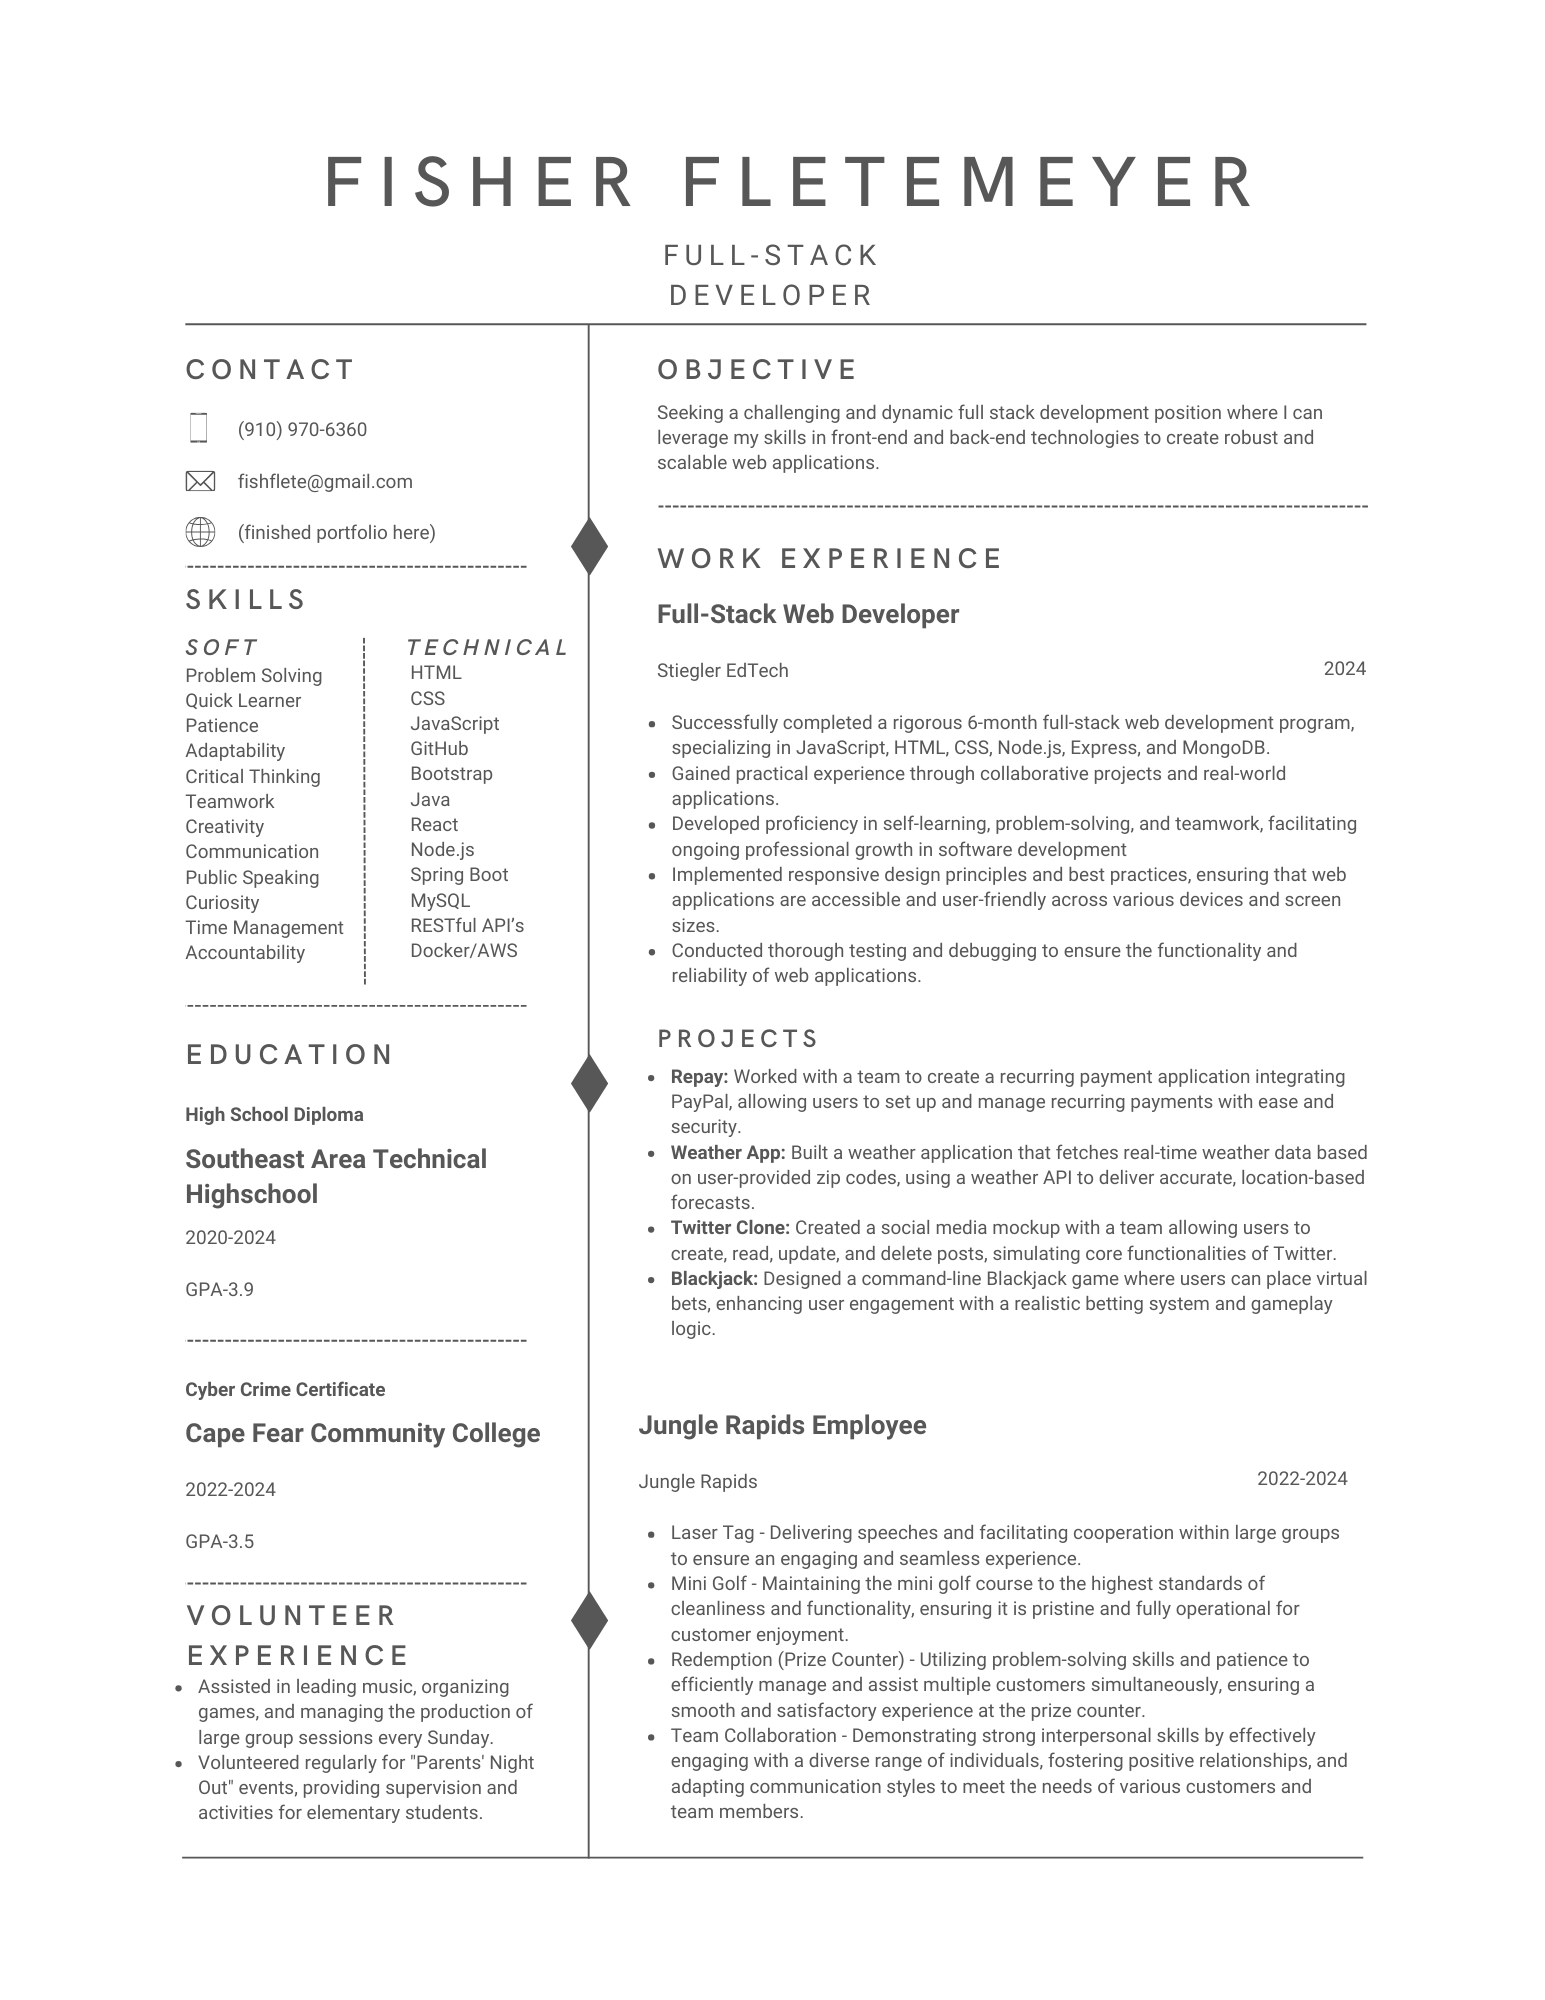 FISHER FLETEMEYER
FULL-STACK
DEVELOPER
CONTACT
(910) 970-6360
fishflete@gmail.com
(finished portfolio here)
SKILLS
SOFT
Problem Solving
Quick Learner
Patience
Adaptability
Critical Thinking
Teamwork
Creativity
Communication
Public Speaking
Curiosity
Time Management
Accountability
TECHNICAL
HTML
CSS
JavaScript
GitHub
Bootstrap
Java
React
Node.js
Spring Boot
MySQL
RESTful API’s
Docker/AWS
EDUCATION
High School Diploma
Southeast Area Technical
Highschool
2020-2024
GPA-3.9
Cyber Crime Certificate
Cape Fear Community College
2022-2024
GPA-3.5
VOLUNTEER
EXPERIENCE
• Assisted in leading music, organizing
games, and managing the production of
large group sessions every Sunday.
• Volunteered regularly for "Parents' Night
Out" events, providing supervision and
activities for elementary students.
OBJECTIVE
Seeking a challenging and dynamic full stack development position where I can
leverage my skills in front-end and back-end technologies to create robust and
scalable web applications.
WORK EXPERIENCE
Full-Stack Web Developer
Stiegler EdTech 2024
• Successfully completed a rigorous 6-month full-stack web development program,
specializing in JavaScript, HTML, CSS, Node.js, Express, and MongoDB.
• Gained practical experience through collaborative projects and real-world
applications.
• Developed proficiency in self-learning, problem-solving, and teamwork, facilitating
ongoing professional growth in software development
• Implemented responsive design principles and best practices, ensuring that web
applications are accessible and user-friendly across various devices and screen
sizes.
• Conducted thorough testing and debugging to ensure the functionality and
reliability of web applications.
PROJECTS
• Repay: Worked with a team to create a recurring payment application integrating
PayPal, allowing users to set up and manage recurring payments with ease and
security.
• Weather App: Built a weather application that fetches real-time weather data based
on user-provided zip codes, using a weather API to deliver accurate, location-based
forecasts.
• Twitter Clone: Created a social media mockup with a team allowing users to
create, read, update, and delete posts, simulating core functionalities of Twitter.
• Blackjack: Designed a command-line Blackjack game where users can place virtual
bets, enhancing user engagement with a realistic betting system and gameplay
logic.
Jungle Rapids Employee
Jungle Rapids 2022-2024
• Laser Tag - Delivering speeches and facilitating cooperation within large groups
to ensure an engaging and seamless experience.
• Mini Golf - Maintaining the mini golf course to the highest standards of
cleanliness and functionality, ensuring it is pristine and fully operational for
customer enjoyment.
• Redemption (Prize Counter) - Utilizing problem-solving skills and patience to
efficiently manage and assist multiple customers simultaneously, ensuring a
smooth and satisfactory experience at the prize counter.
• Team Collaboration - Demonstrating strong interpersonal skills by effectively
engaging with a diverse range of individuals, fostering positive relationships, and
adapting communication styles to meet the needs of various customers and
team members.